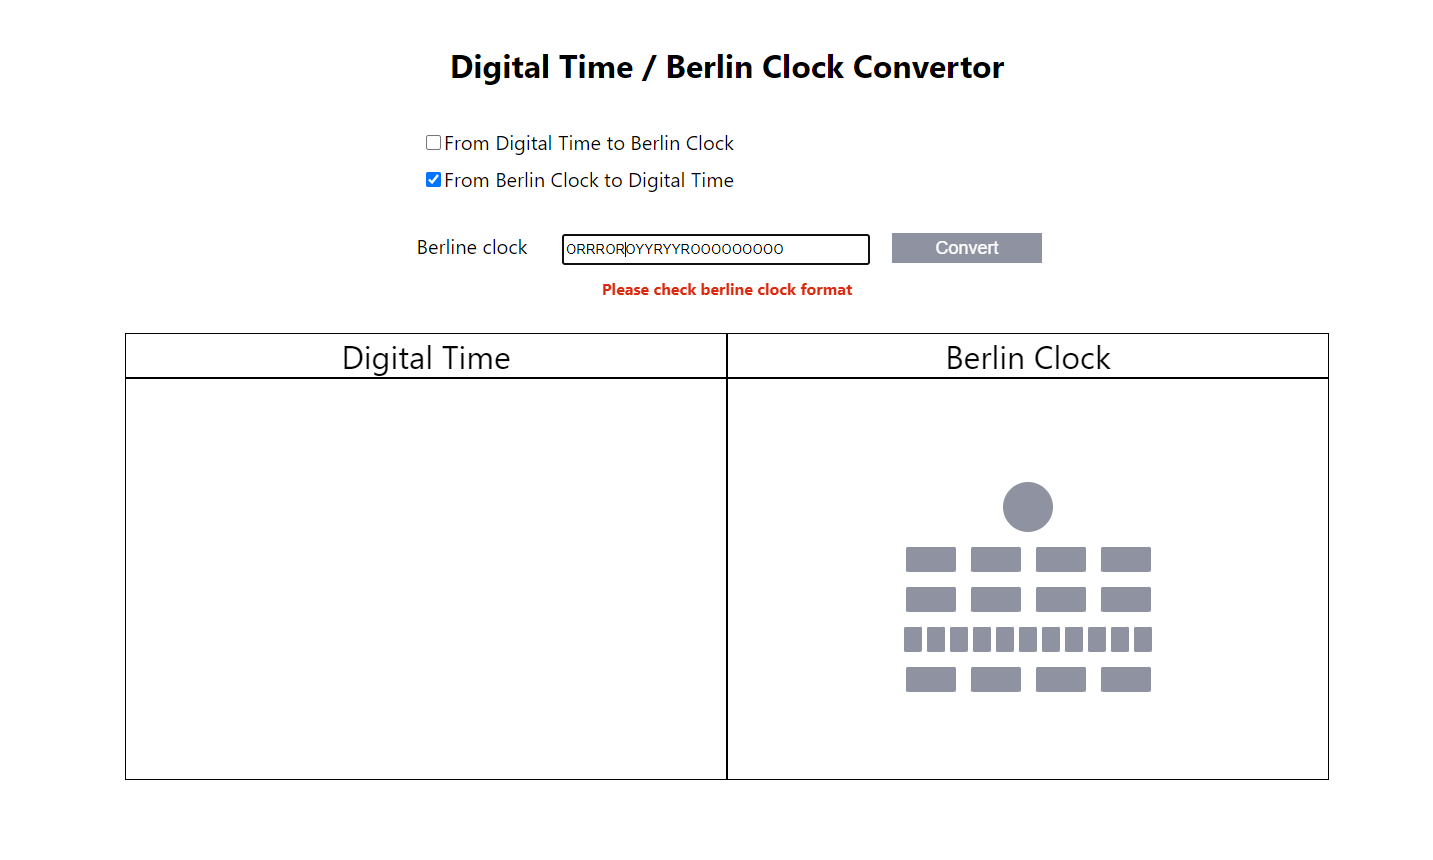 Digital Time / Berlin Clock Convertor
From Digital Time to Berlin Clock
From Berlin Clock to Digital Time
Berline clock
ORRROROYYRYYROOOOOOOOO
Convert
Please check berline clock format
Digital Time
Berlin Clock